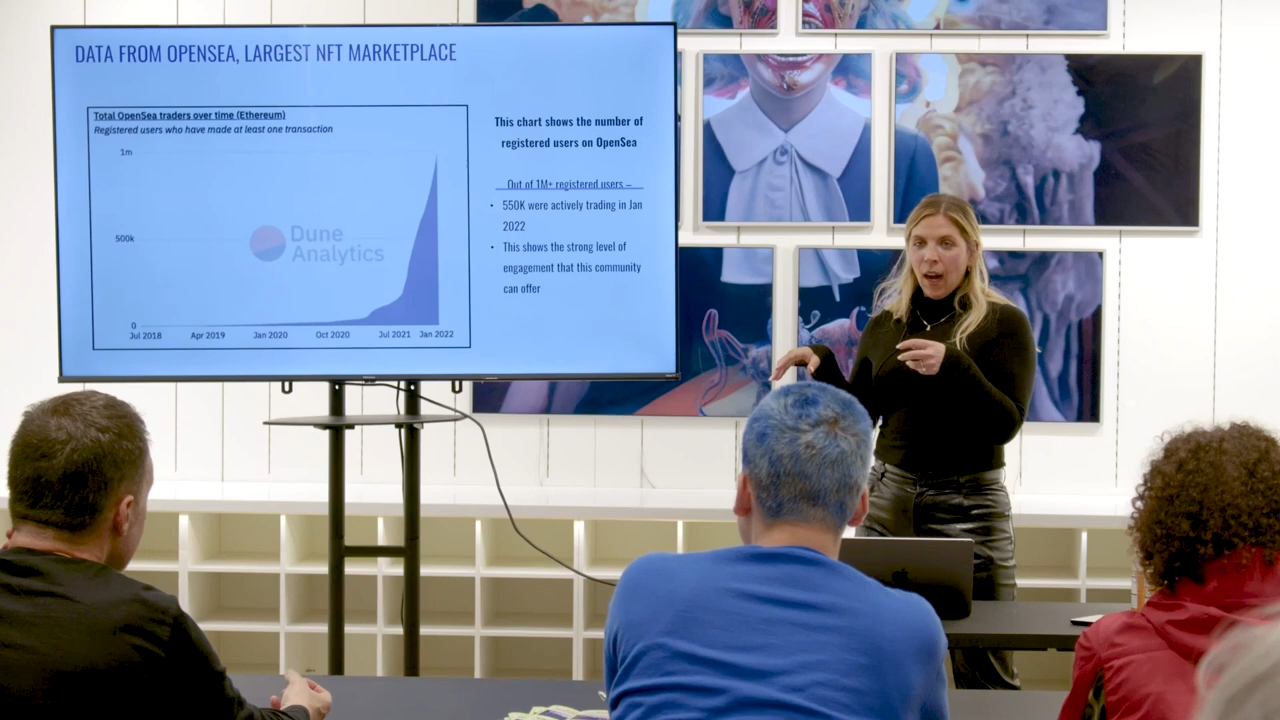 DATA FROM OPENSEA, LARGEST NFT MARKETPLACE
Total OpenSea traders over time (Ethereum)
Registered users who have made at least one transaction
1m
500k
0
Dune
Analytics
Jul 2018 Apr 2019 Jan 2020 Oct 2020 Jul 2021 Jan 2022
This chart shows the number of
registered users on OpenSea
Out of 1M+ registered users –
• 550K were actively trading in Jan
2022
• This shows the strong level of
engagement that this community
can offer